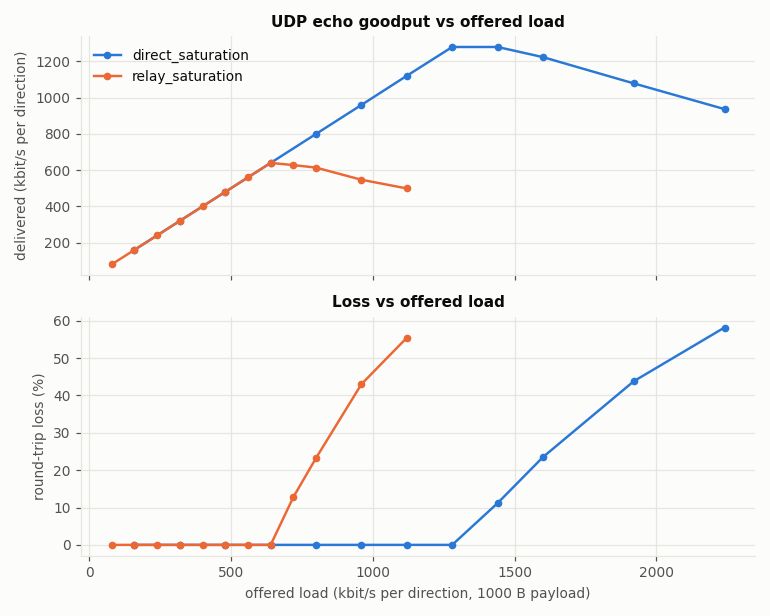 UDP echo goodput vs offered load
direct_saturation
relay_saturation
delivered (kbit/s per direction)
1200
1000
800
600
400
200
Loss vs offered load
round-trip loss (%)
60
50
40
30
20
10
0
0 500 1000 1500 2000
offered load (kbit/s per direction, 1000 B payload)